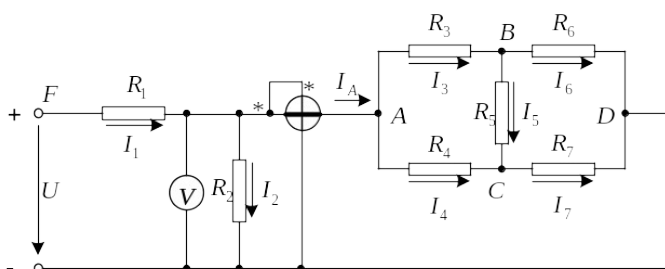 R3 B R6
F R1 * IA I3 I6
+ * A R5 I5 D
I1 R4 R7
U V R2 I2 C
I4 I7
-